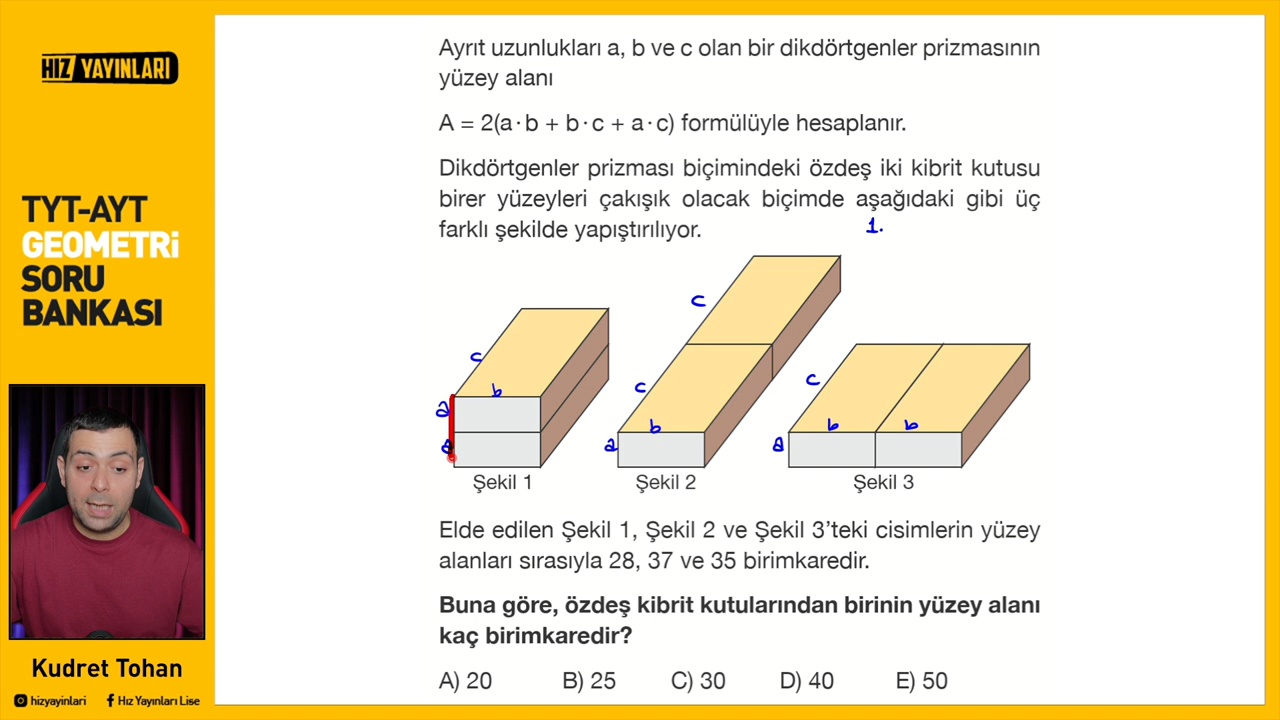 HIZ YAYINLARI
TYT-AYT
GEOMETRİ
SORU
BANKASI
Kudret Tohan
hizyayinlari
Hız Yayınları Lise
Ayrıt uzunlukları a, b ve c olan bir dikdörtgenler prizmasının
yüzey alanı
A = 2(a·b + b·c + a·c) formülüyle hesaplanır.
Dikdörtgenler prizması biçimindeki özdeş iki kibrit kutusu
birer yüzeyleri çakışık olacak biçimde aşağıdaki gibi üç
farklı şekilde yapıştırılıyor.
1.
c
b
a
a
Şekil 1
c
c
b
a
Şekil 2
c
b
b
a
Şekil 3
Elde edilen Şekil 1, Şekil 2 ve Şekil 3'teki cisimlerin yüzey
alanları sırasıyla 28, 37 ve 35 birimkaredir.
Buna göre, özdeş kibrit kutularından birinin yüzey alanı
kaç birimkaredir?
A) 20 B) 25 C) 30 D) 40 E) 50